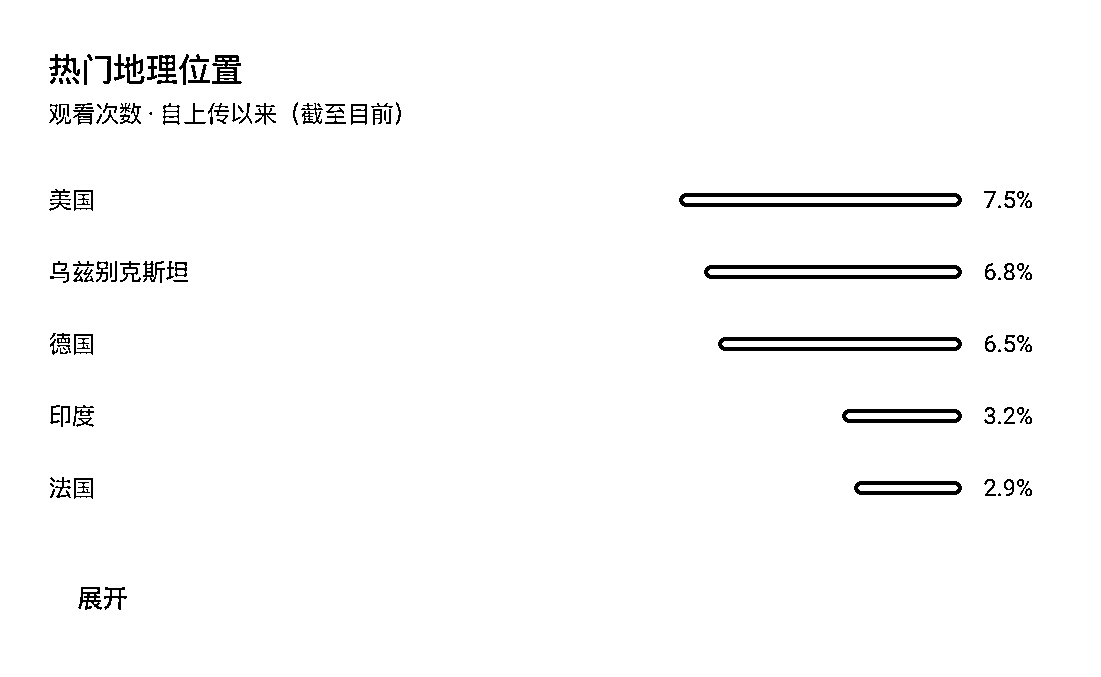 热门地理位置
观看次数 · 自上传以来（截至目前）
美国 7.5%
乌兹别克斯坦 6.8%
德国 6.5%
印度 3.2%
法国 2.9%
展开